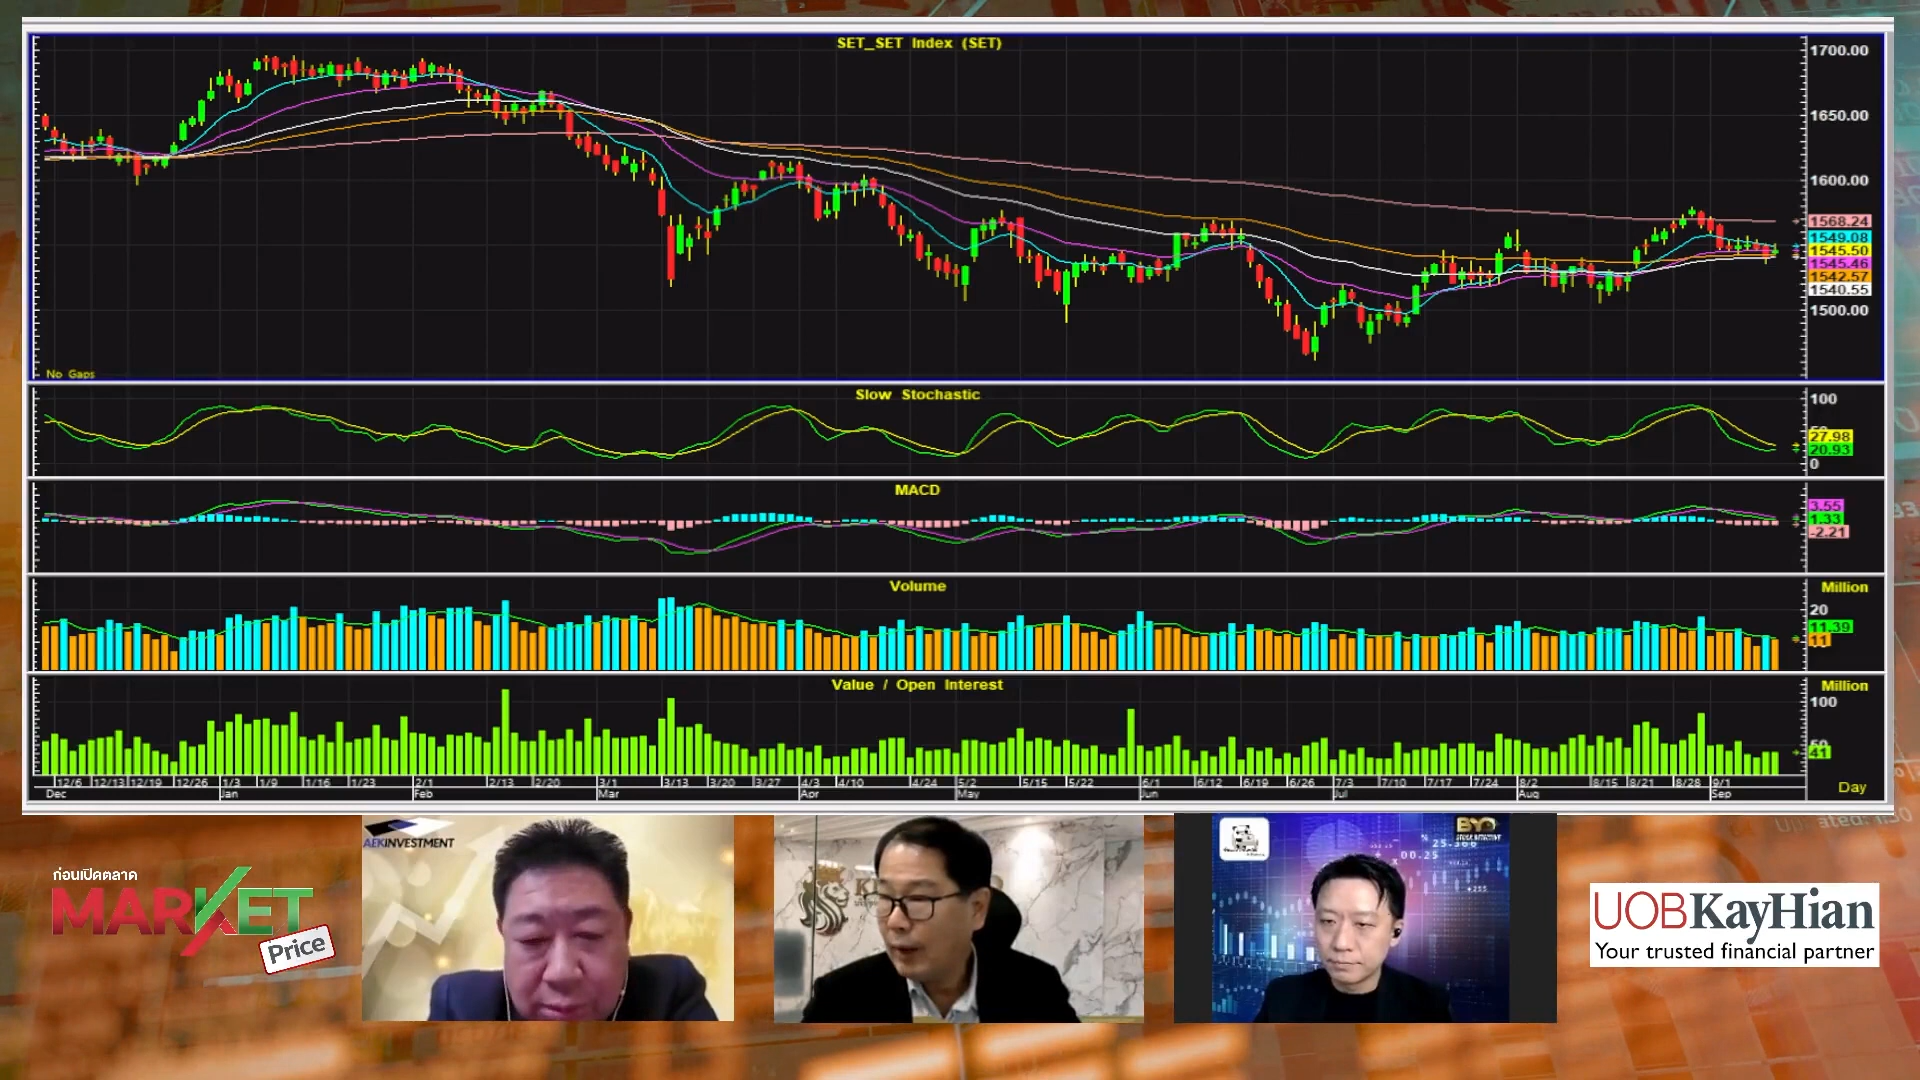 SET_SET Index (SET)
1700.00
1650.00
1600.00
1568.24
1549.08
1545.50
1545.46
1542.57
1540.55
1500.00
No Gaps
Slow Stochastic
100
27.98
20.93
0
MACD
3.55
1.33
-2.21
Volume
Million
20
11.39
11
Value / Open Interest
Million
100
41
12/6 12/13 12/19 12/26 1/3 1/9 1/16 1/23 2/1 2/13 2/20 3/1 3/13 3/20 3/27 4/3 4/10 4/24 5/2 5/15 5/22 6/1 6/12 6/19 6/26 7/3 7/10 7/17 7/24 8/2 8/15 8/21 8/28 9/1
Dec Jan Feb Mar Apr May Jun Jul Aug Sep
Day
ก่อนเปิดตลาด
MARKET
Price
AEKINVESTMENT
BYD
25.366
00.25
+255
UOBKayHian
Your trusted financial partner